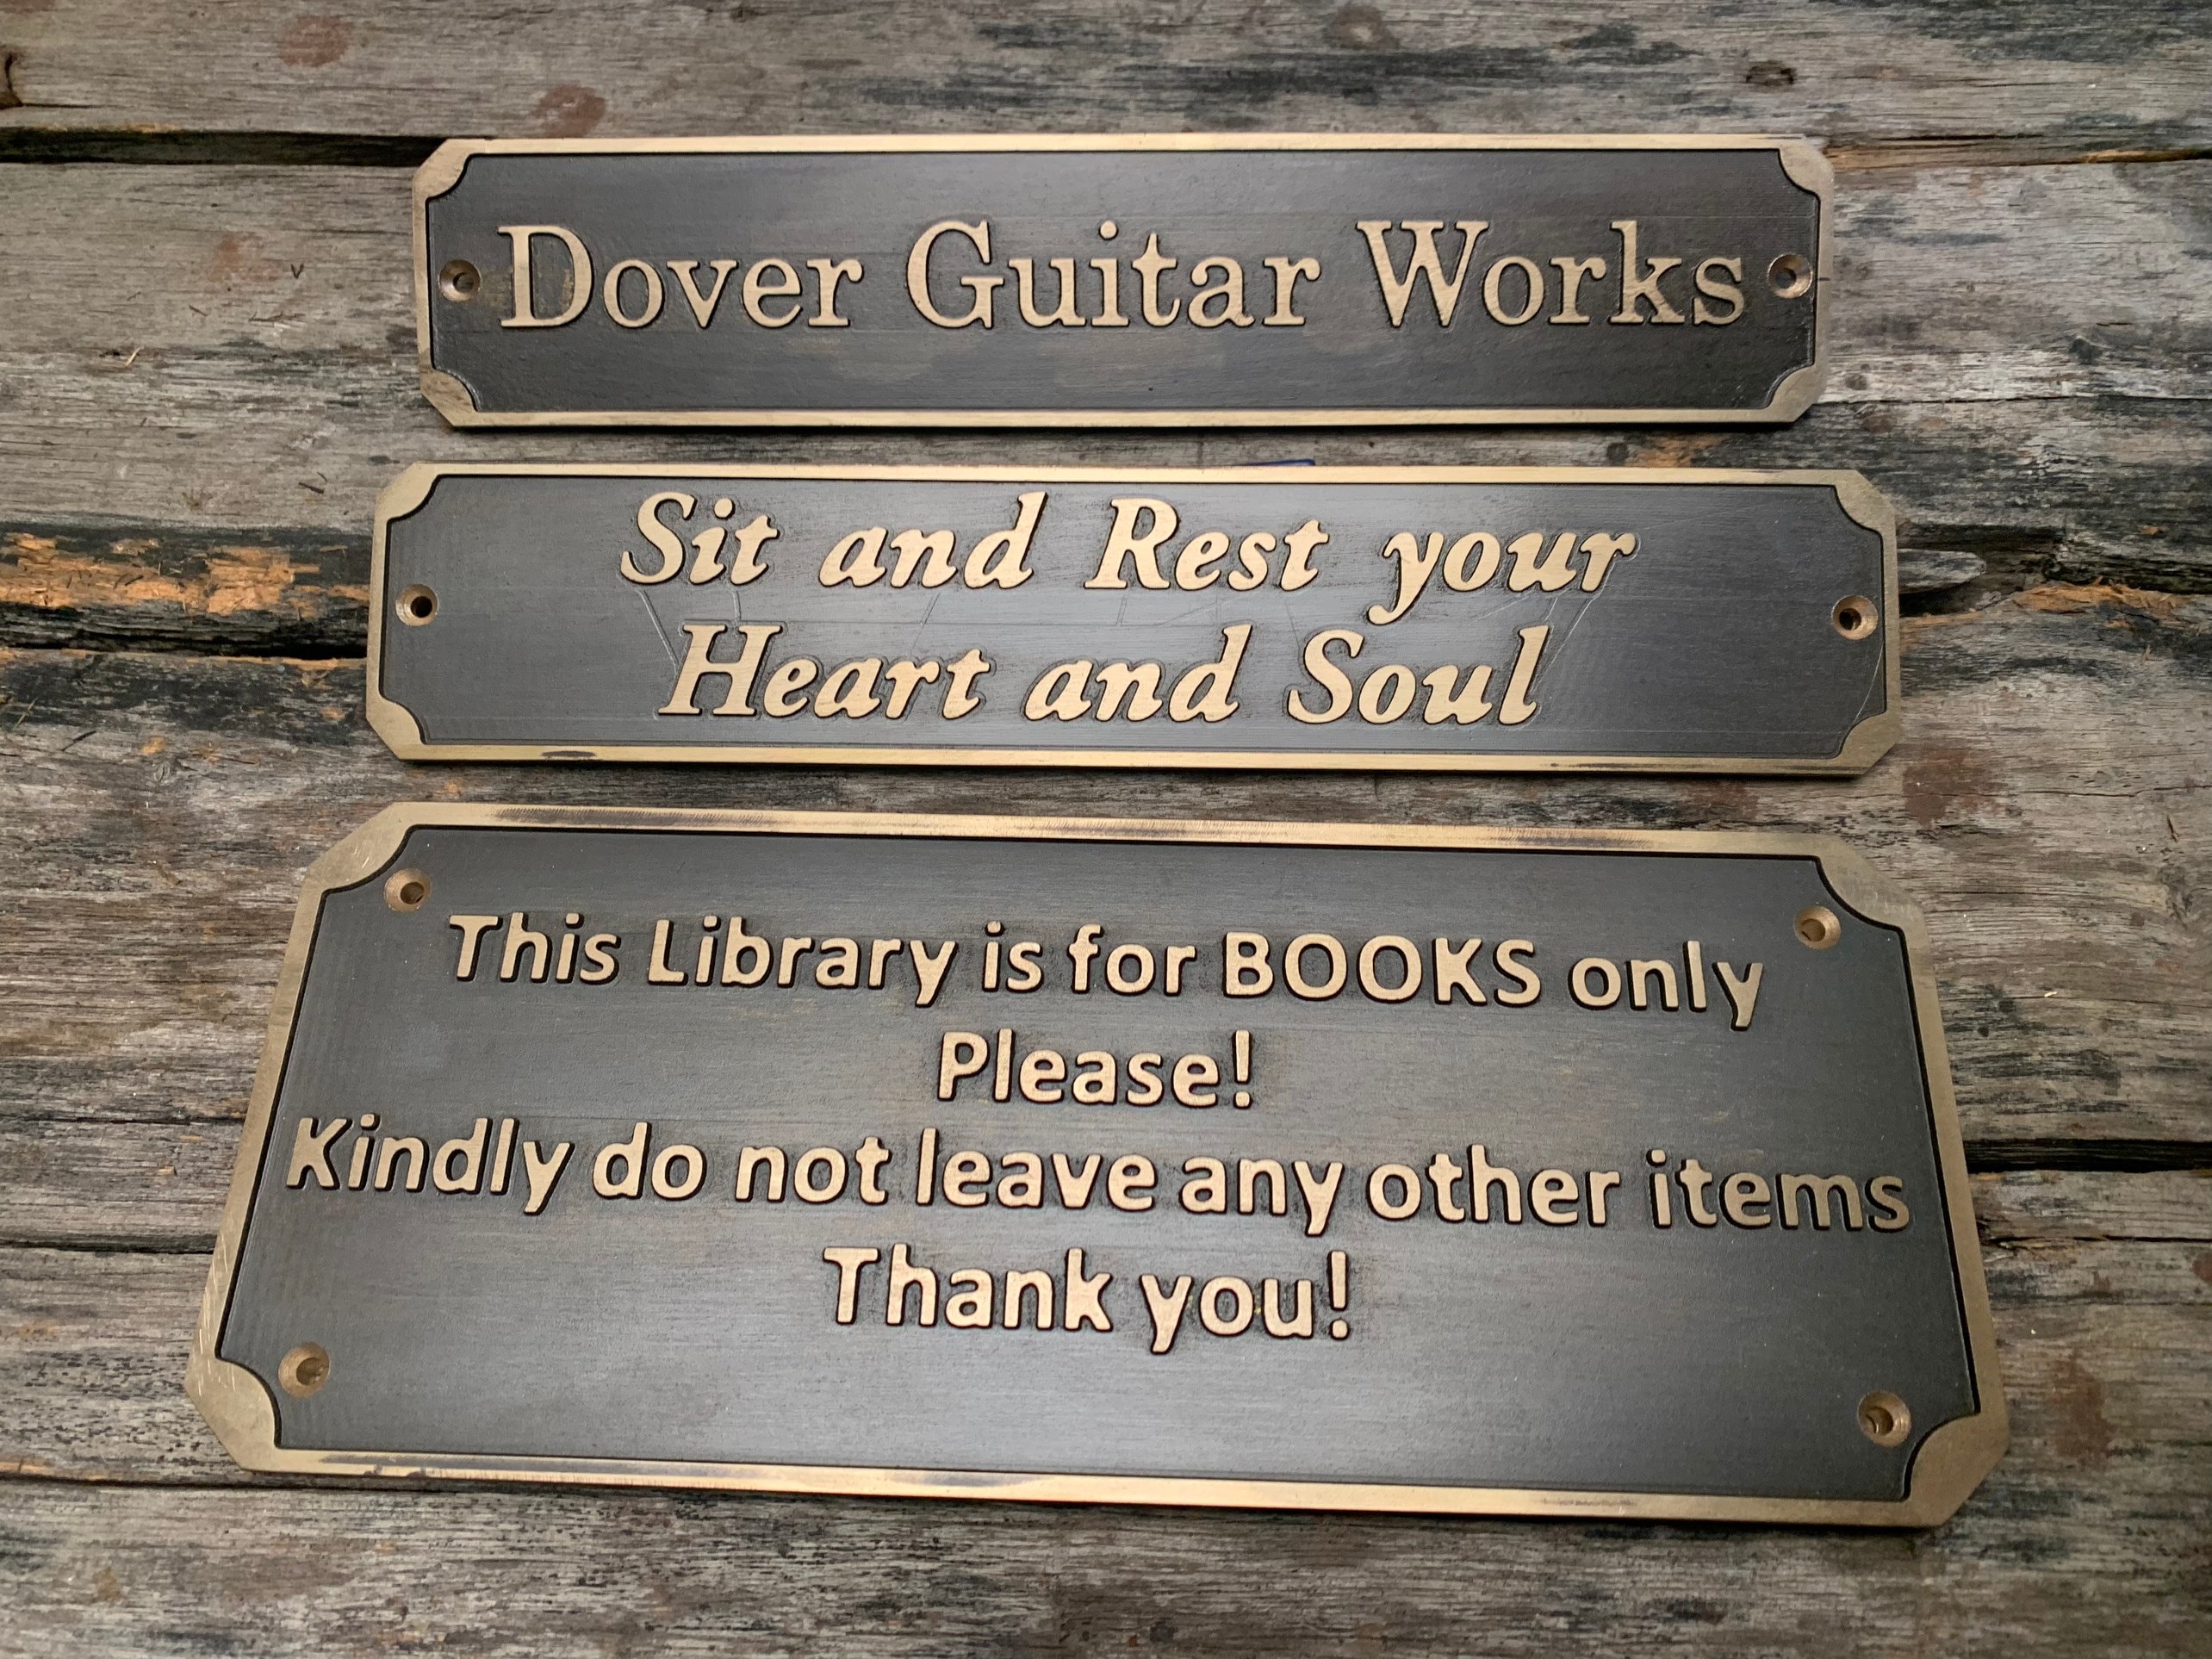 Dover Guitar Works
Sit and Rest your
Heart and Soul
This Library is for BOOKS only
Please!
Kindly do not leave any other items
Thank you!